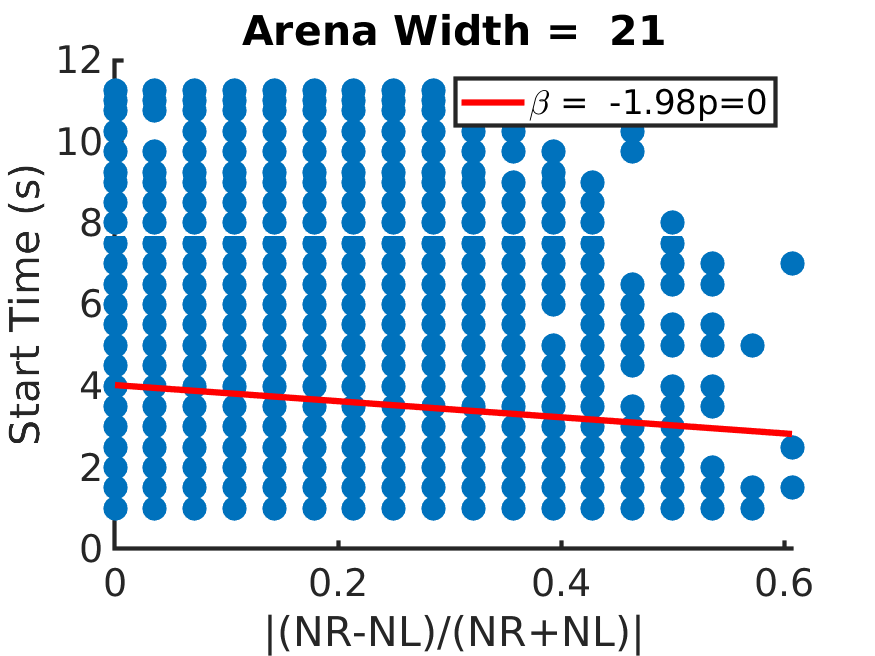 Arena Width =  21
β =  -1.98p=0
Start Time (s)
12
10
8
6
4
2
0
0 0.2 0.4 0.6
|(NR-NL)/(NR+NL)|